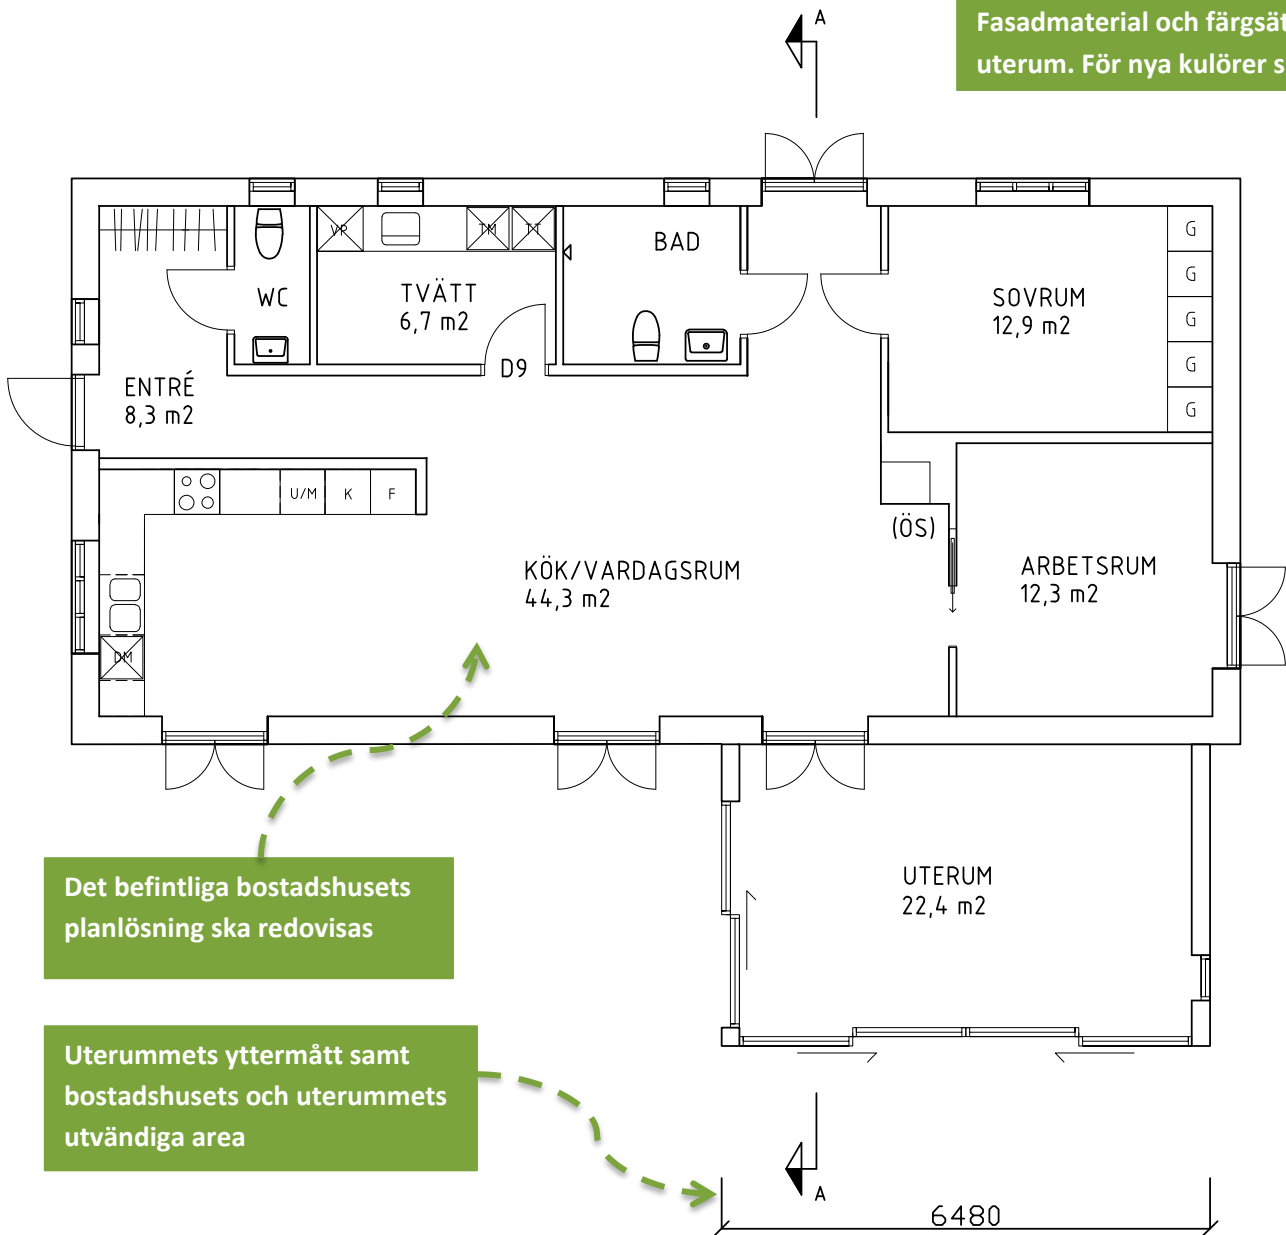 A
Fasadmaterial och färgsät
uterum. För nya kulörer s
VP
TM
TT
BAD
WC
TVÄTT
6,7 m2
SOVRUM
12,9 m2
G
G
G
G
G
D9
ENTRÉ
8,3 m2
U/M
K
F
(ÖS)
KÖK/VARDAGSRUM
44,3 m2
ARBETSRUM
12,3 m2
DM
UTERUM
22,4 m2
Det befintliga bostadshusets
planlösning ska redovisas
Uterummets yttermått samt
bostadshusets och uterummets
utvändiga area
A
6480